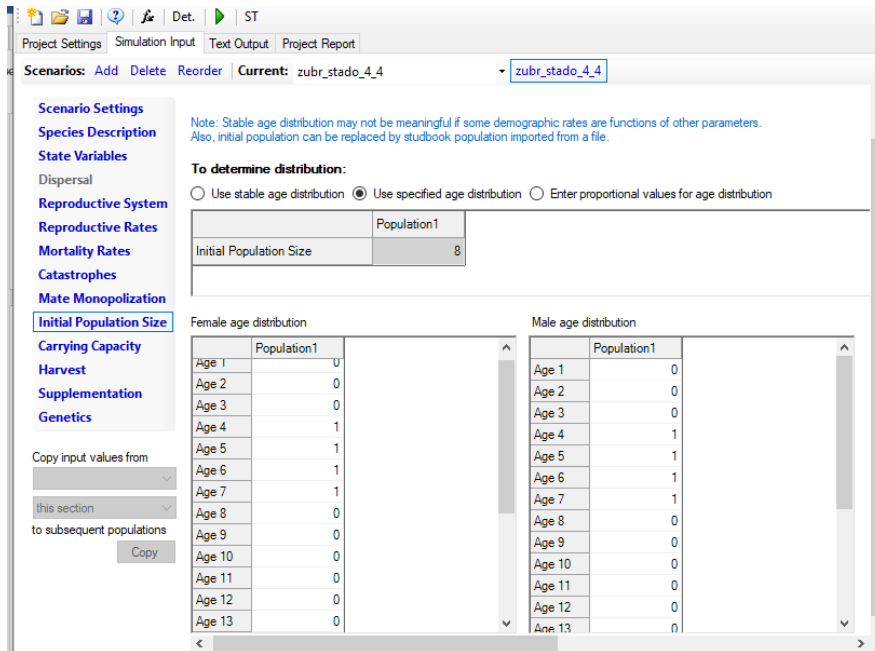 Det. ST
Project Settings Simulation Input Text Output Project Report
Scenarios: Add Delete Reorder Current: zubr_stado_4_4 zubr_stado_4_4
Scenario Settings
Species Description
State Variables
Dispersal
Reproductive System
Reproductive Rates
Mortality Rates
Catastrophes
Mate Monopolization
Initial Population Size
Carrying Capacity
Harvest
Supplementation
Genetics
Copy input values from
this section
to subsequent populations
Copy
Note: Stable age distribution may not be meaningful if some demographic rates are functions of other parameters.
Also, initial population can be replaced by studbook population imported from a file.
To determine distribution:
Use stable age distribution Use specified age distribution Enter proportional values for age distribution
Population1
Initial Population Size 8
Female age distribution
Population1
Age 1 0
Age 2 0
Age 3 0
Age 4 1
Age 5 1
Age 6 1
Age 7 1
Age 8 0
Age 9 0
Age 10 0
Age 11 0
Age 12 0
Age 13 0
Male age distribution
Population1
Age 1 0
Age 2 0
Age 3 0
Age 4 1
Age 5 1
Age 6 1
Age 7 1
Age 8 0
Age 9 0
Age 10 0
Age 11 0
Age 12 0
Age 13 0